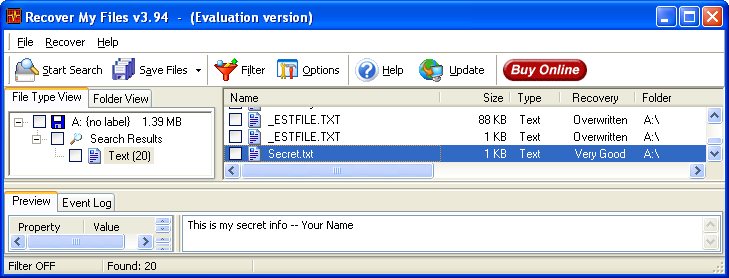 Recover My Files v3.94 - (Evaluation version)
File Recover Help
Start Search Save Files Filter Options Help Update Buy Online
File Type View Folder View
A: {no label} 1.39 MB
Search Results
Text (20)
Name Size Type Recovery Folder
_ESTFILE.TXT 88 KB Text Overwritten A:\
_ESTFILE.TXT 1 KB Text Overwritten A:\
Secret.txt 1 KB Text Very Good A:\
Preview Event Log
Property Value
This is my secret info -- Your Name
Filter OFF Found: 20